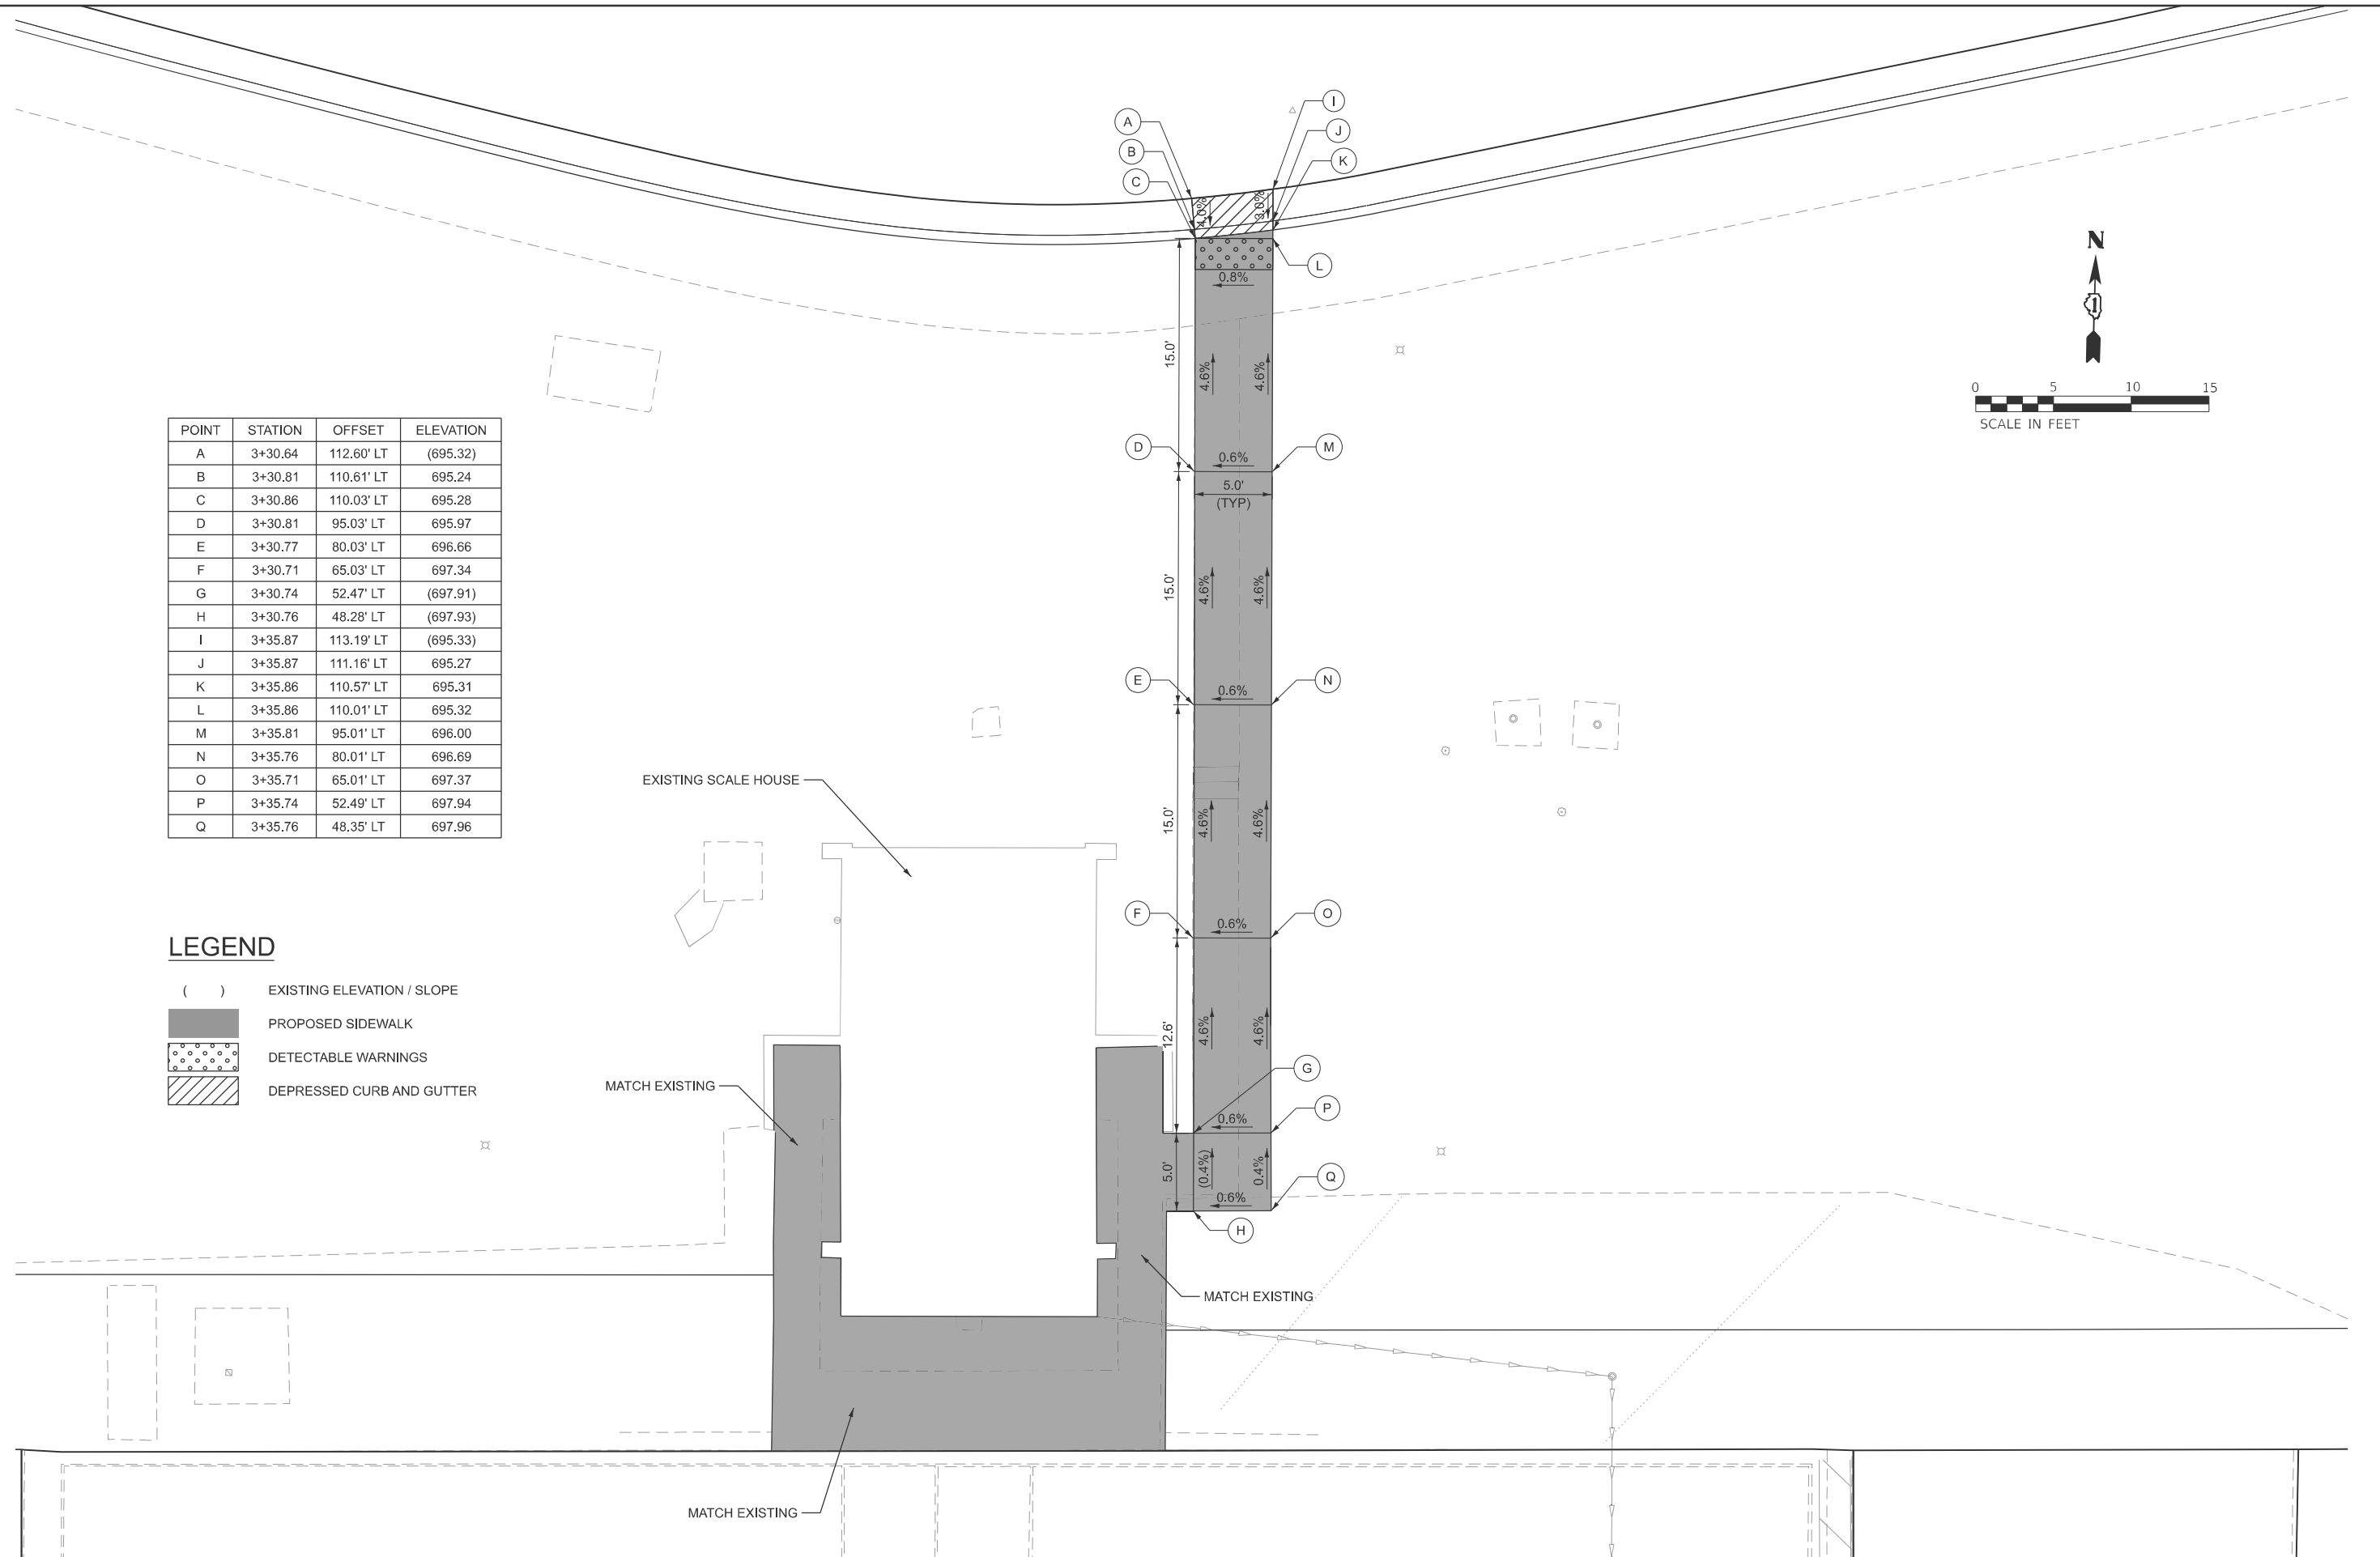 A
B
C
I
J
K
4.0%
3.0%
L
0.8%
N
1
0 5 10 15
SCALE IN FEET
15.0'
4.6%
4.6%
D
M
0.6%
5.0'
(TYP)
POINT STATION OFFSET ELEVATION
A 3+30.64 112.60' LT (695.32)
B 3+30.81 110.61' LT 695.24
C 3+30.86 110.03' LT 695.28
D 3+30.81 95.03' LT 695.97
E 3+30.77 80.03' LT 696.66
F 3+30.71 65.03' LT 697.34
G 3+30.74 52.47' LT (697.91)
H 3+30.76 48.28' LT (697.93)
I 3+35.87 113.19' LT (695.33)
J 3+35.87 111.16' LT 695.27
K 3+35.86 110.57' LT 695.31
L 3+35.86 110.01' LT 695.32
M 3+35.81 95.01' LT 696.00
N 3+35.76 80.01' LT 696.69
O 3+35.71 65.01' LT 697.37
P 3+35.74 52.49' LT 697.94
Q 3+35.76 48.35' LT 697.96
15.0'
4.6%
4.6%
E
N
0.6%
EXISTING SCALE HOUSE
15.0'
4.6%
4.6%
F
O
0.6%
LEGEND
( ) EXISTING ELEVATION / SLOPE
PROPOSED SIDEWALK
DETECTABLE WARNINGS
DEPRESSED CURB AND GUTTER
12.6'
4.6%
4.6%
G
MATCH EXISTING
P
0.6%
5.0'
(0.4%)
0.4%
Q
0.6%
H
MATCH EXISTING
MATCH EXISTING